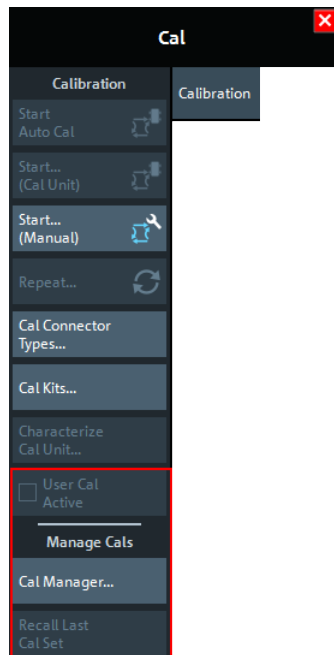 Cal
Calibration
Calibration
Start
Auto Cal
Start...
(Cal Unit)
Start...
(Manual)
Repeat...
Cal Connector
Types...
Cal Kits...
Characterize
Cal Unit...
User Cal
Active
Manage Cals
Cal Manager...
Recall Last
Cal Set